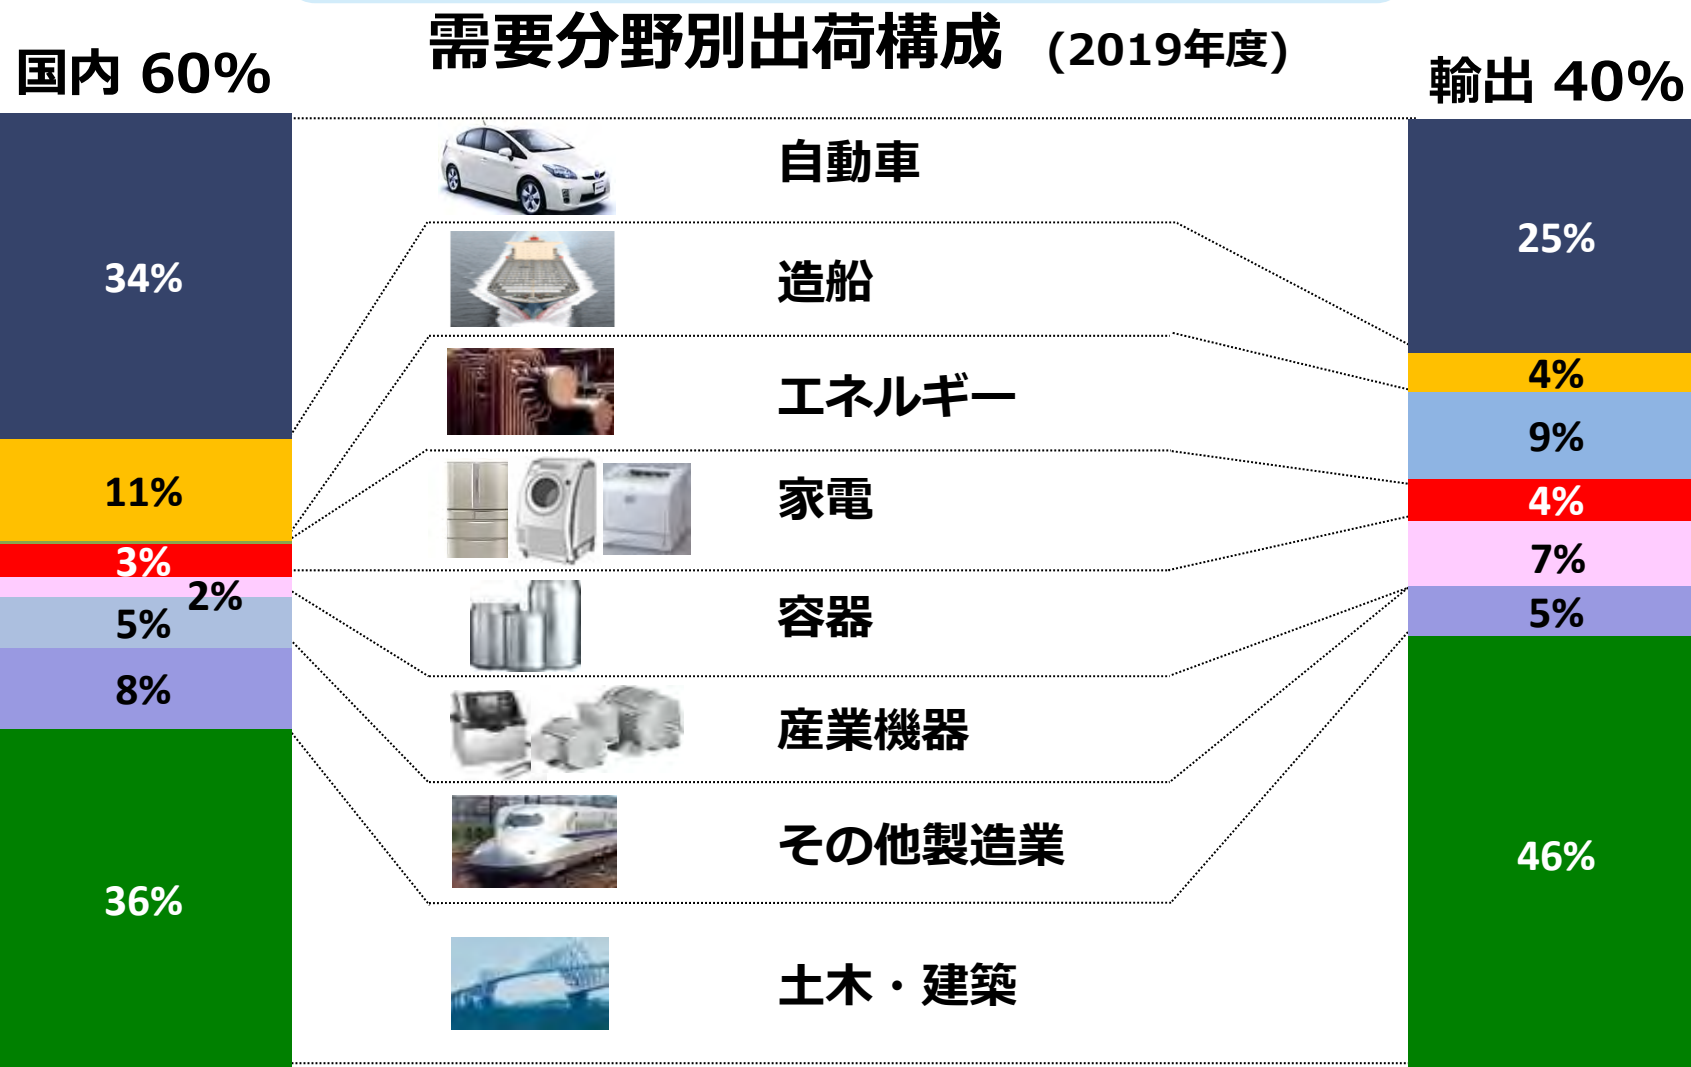 需要分野別出荷構成 (2019年度)
国内 60%
輸出 40%
34%
11%
3%
2%
5%
8%
36%
自動車
造船
エネルギー
家電
容器
産業機器
その他製造業
土木・建築
25%
4%
9%
4%
7%
5%
46%